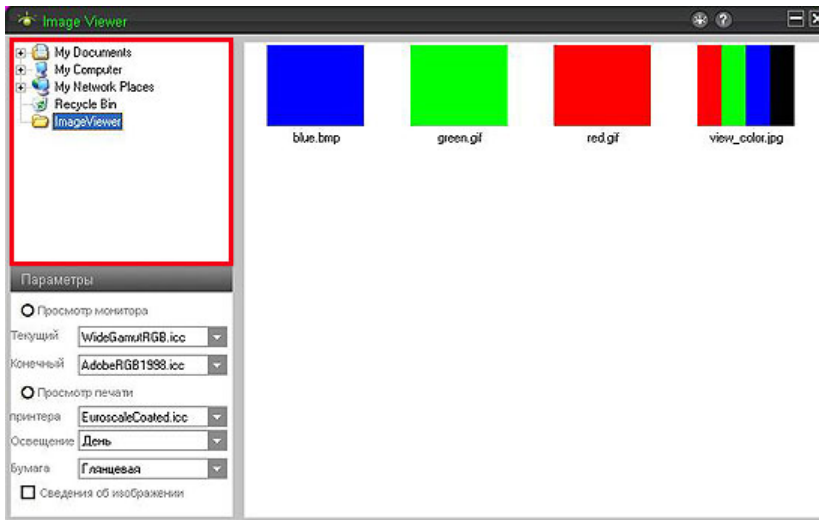 Image Viewer
My Documents
My Computer
My Network Places
Recycle Bin
ImageViewer
blue.bmp
green.gif
red.gif
view_color.jpg
Параметры
Просмотр монитора
Текущий WideGamutRGB.icc
Конечный AdobeRGB1998.icc
Просмотр печати
принтера EuroscaleCoated.icc
Освещение День
Бумага Глянцевая
Сведения об изображении